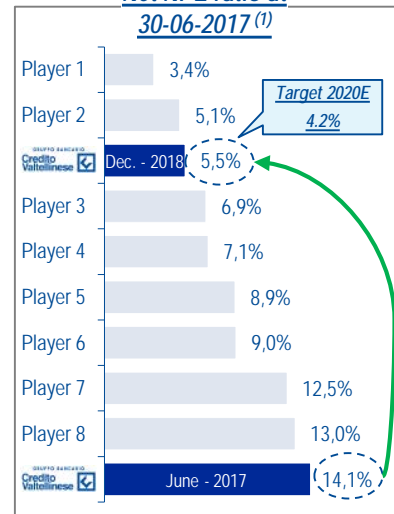 30-06-2017 (1)
Player 1 3,4%
Player 2 5,1%
Target 2020E
4.2%
GRUPPO BANCARIO
Credito
Valtellinese
Dec. - 2018 5,5%
Player 3 6,9%
Player 4 7,1%
Player 5 8,9%
Player 6 9,0%
Player 7 12,5%
Player 8 13,0%
GRUPPO BANCARIO
Credito
Valtellinese
June - 2017 14,1%